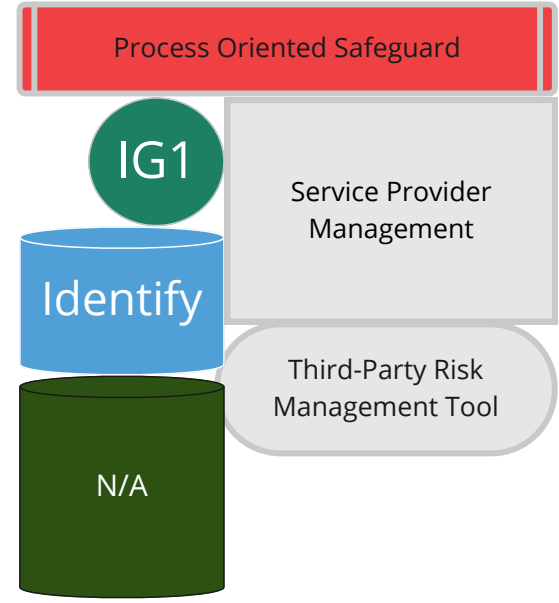 Process Oriented Safeguard
IG1
Service Provider
Management
Identify
Third-Party Risk
Management Tool
N/A